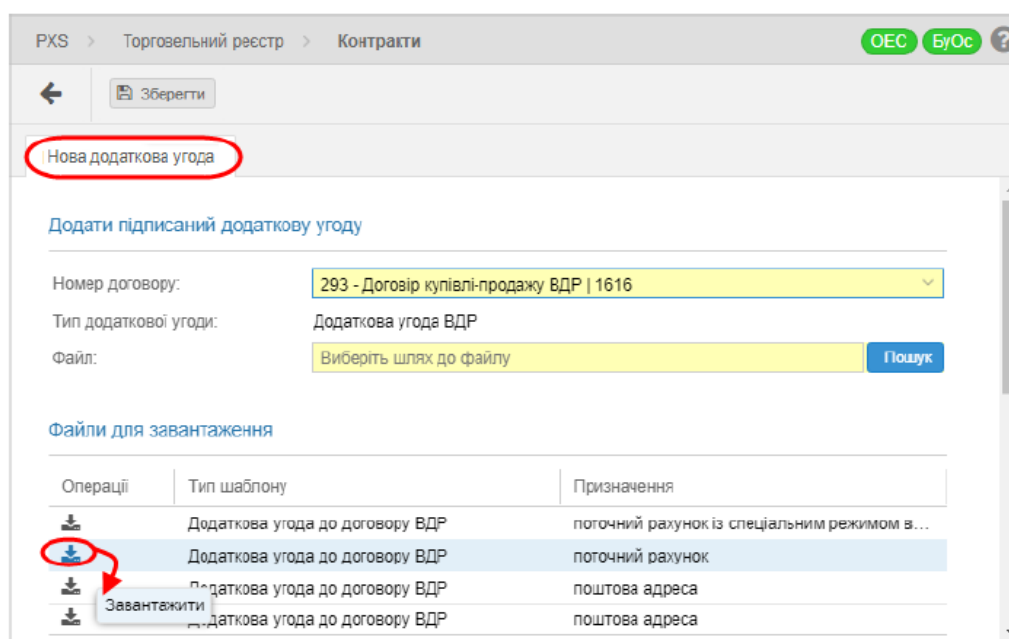 PXS > Торговельний реєстр > Контракти ОЕС БуОс ?
Зберегти
Нова додаткова угода
Додати підписаний додаткову угоду
Номер договору: 293 - Договір купівлі-продажу ВДР | 1616
Тип додаткової угоди: Додаткова угода ВДР
Файл: Виберіть шлях до файлу Пошук
Файли для завантаження
Операції Тип шаблону Призначення
Додаткова угода до договору ВДР поточний рахунок із спеціальним режимом в...
Додаткова угода до договору ВДР поточний рахунок
Додаткова угода до договору ВДР поштова адреса
Завантажити
Додаткова угода до договору ВДР поштова адреса